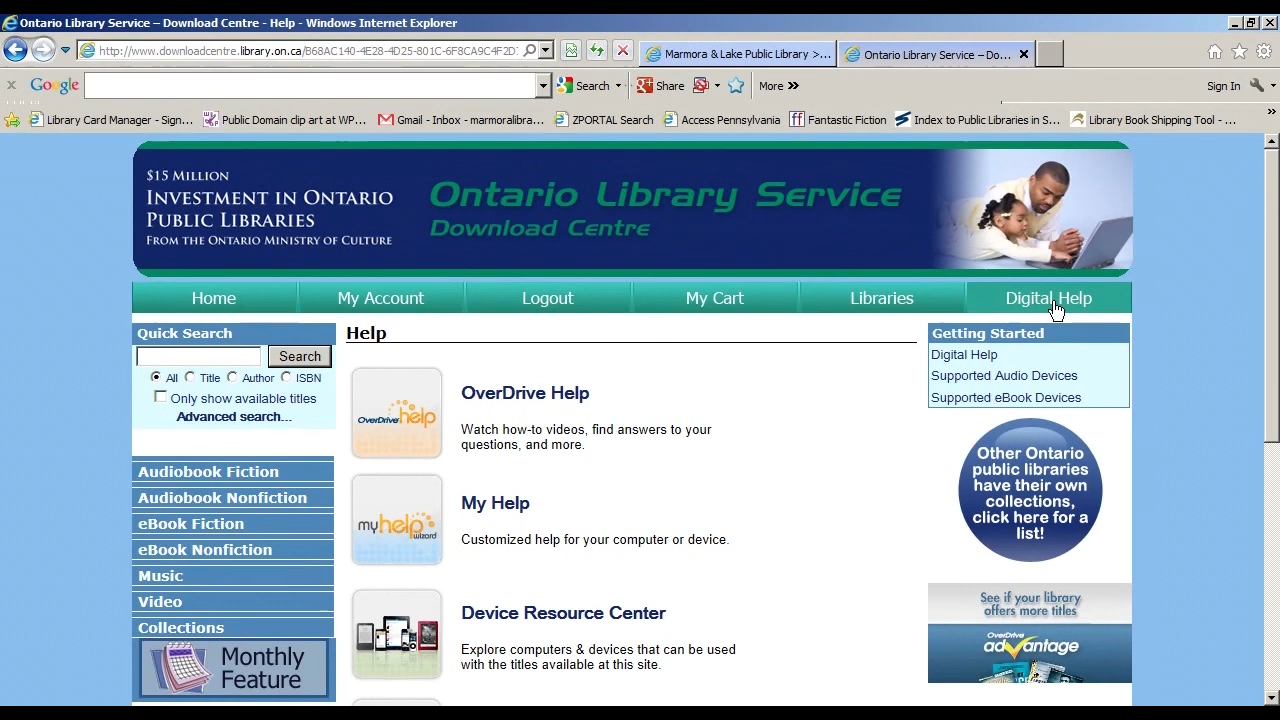 Ontario Library Service – Download Centre - Help - Windows Internet Explorer
http://www.downloadcentre.library.on.ca/B68AC140-4E28-4D25-801C-6F8CA9C4F2D
Marmora & Lake Public Library >...
Ontario Library Service – Do...
x Google
Search
Share
More »
Sign In
Library Card Manager - Sign...
Public Domain clip art at WP...
Gmail - Inbox - marmoralibra...
ZPORTAL Search
Access Pennsylvania
Fantastic Fiction
Index to Public Libraries in S...
Library Book Shipping Tool - ...
$15 Million
Investment in Ontario
Public Libraries
From the Ontario Ministry of Culture
Ontario Library Service
Download Centre
Home
My Account
Logout
My Cart
Libraries
Digital Help
Quick Search
Search
All
Title
Author
ISBN
Only show available titles
Advanced search...
Audiobook Fiction
Audiobook Nonfiction
eBook Fiction
eBook Nonfiction
Music
Video
Collections
Monthly
Feature
Help
OverDrive help
OverDrive Help
Watch how-to videos, find answers to your
questions, and more.
myhelp
wizard
My Help
Customized help for your computer or device.
Device Resource Center
Explore computers & devices that can be used
with the titles available at this site.
Getting Started
Digital Help
Supported Audio Devices
Supported eBook Devices
Other Ontario
public libraries
have their own
collections,
click here for a
list!
See if your library
offers more titles
OverDrive
advantage